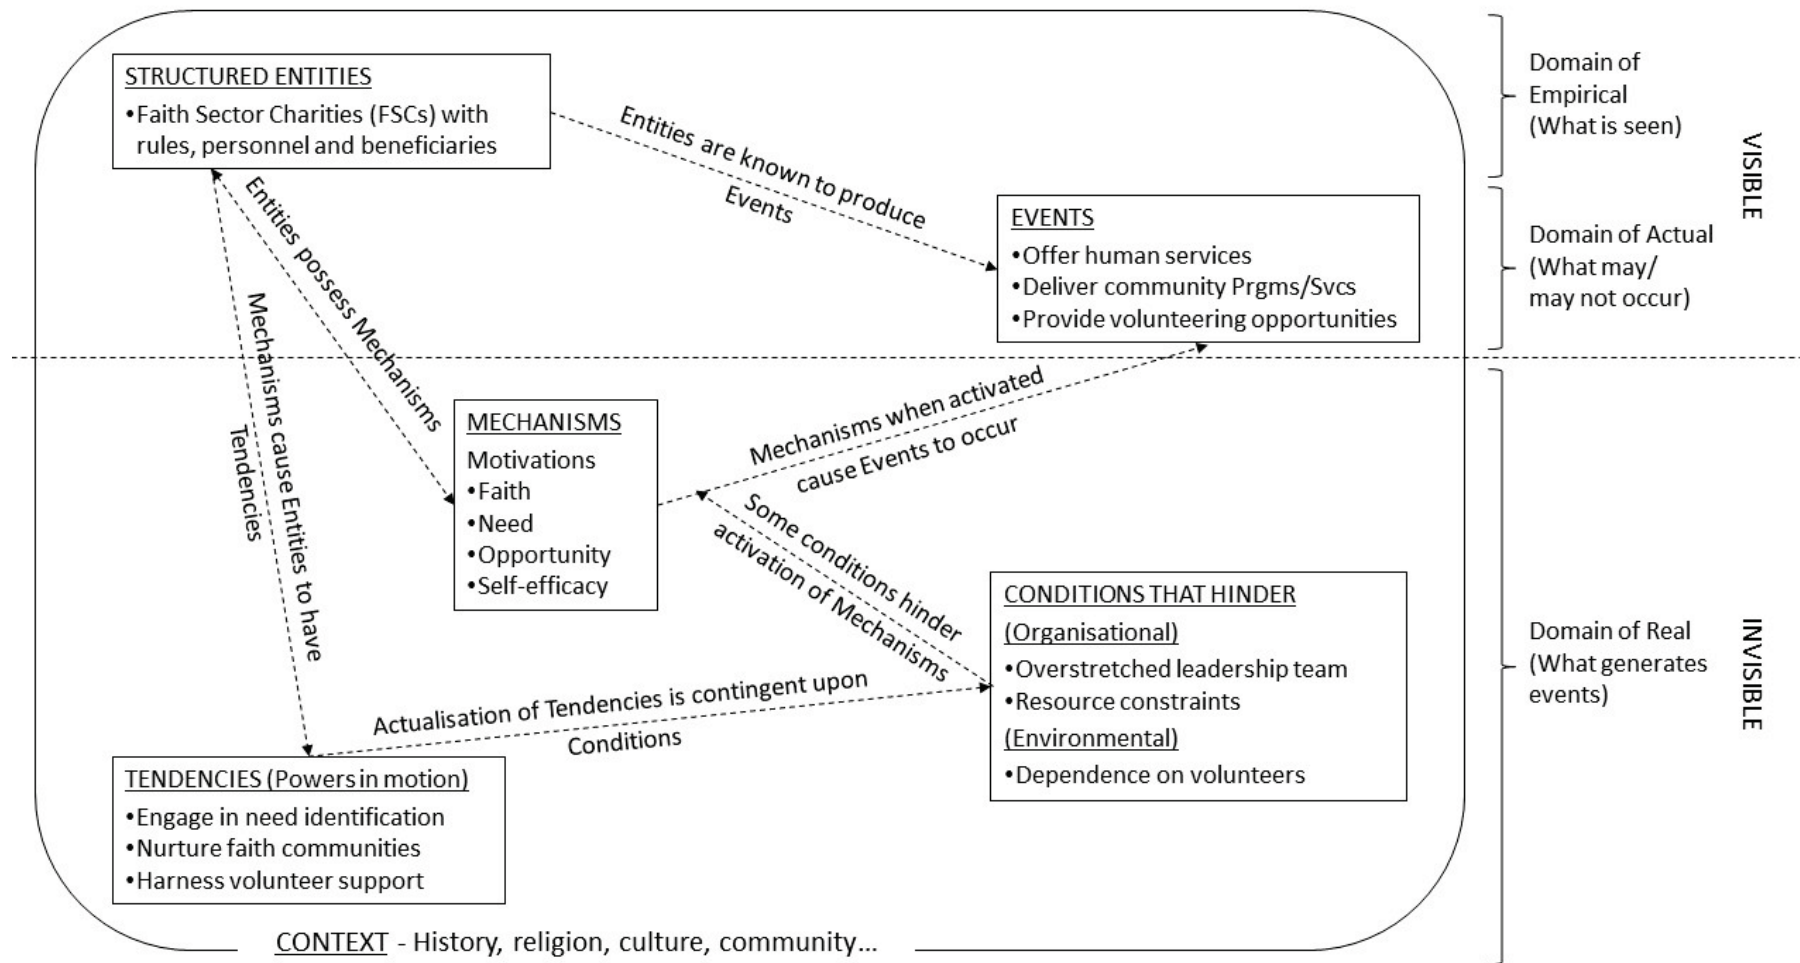 STRUCTURED ENTITIES
•Faith Sector Charities (FSCs) with
rules, personnel and beneficiaries
Entities are known to produce
Events
Domain of
Empirical
(What is seen)
VISIBLE
EVENTS
•Offer human services
•Deliver community Prgms/Svcs
•Provide volunteering opportunities
Domain of Actual
(What may/
may not occur)
Entities possess Mechanisms
Mechanisms cause Entities to have
Tendencies
MECHANISMS
Motivations
•Faith
•Need
•Opportunity
•Self-efficacy
Mechanisms when activated
cause Events to occur
Some conditions hinder
activation of Mechanisms
CONDITIONS THAT HINDER
(Organisational)
•Overstretched leadership team
•Resource constraints
(Environmental)
•Dependence on volunteers
Domain of Real
(What generates
events)
INVISIBLE
Actualisation of Tendencies is contingent upon
Conditions
TENDENCIES (Powers in motion)
•Engage in need identification
•Nurture faith communities
•Harness volunteer support
CONTEXT - History, religion, culture, community...